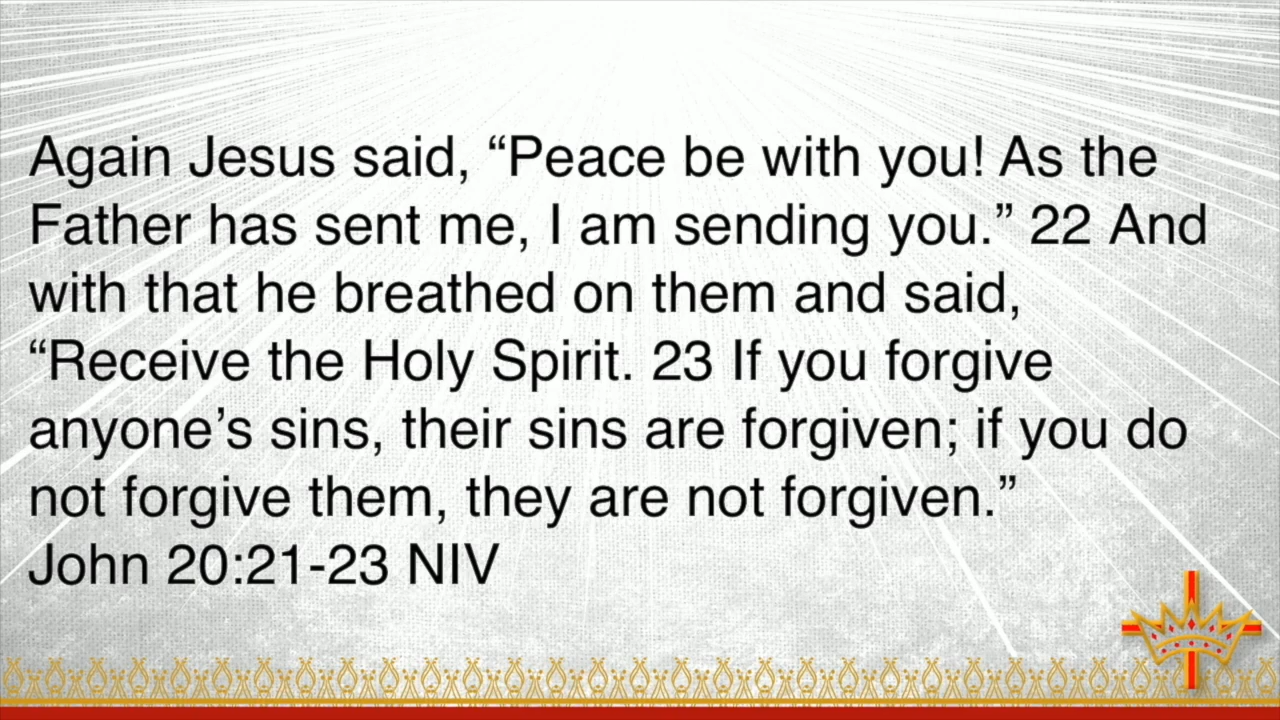 Again Jesus said, “Peace be with you! As the
Father has sent me, I am sending you.” 22 And
with that he breathed on them and said,
“Receive the Holy Spirit. 23 If you forgive
anyone’s sins, their sins are forgiven; if you do
not forgive them, they are not forgiven.”
John 20:21-23 NIV